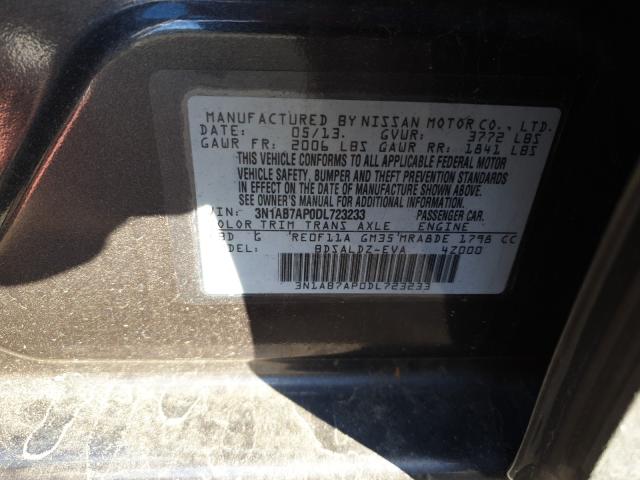 MANUFACTURED BY NISSAN MOTOR CO., LTD.
DATE: 05/13. GVWR: 3772 LBS
GAWR FR: 2006 LBS GAWR RR: 1841 LBS
THIS VEHICLE CONFORMS TO ALL APPLICABLE FEDERAL MOTOR
VEHICLE SAFETY, BUMPER AND THEFT PREVENTION STANDARDS
IN EFFECT ON THE DATE OF MANUFACTURE SHOWN ABOVE.
SEE OWNER'S MANUAL FOR ADDITIONAL INFORMATION.
VIN: 3N1AB7AP0DL723233 PASSENGER CAR.
COLOR TRIM TRANS AXLE ENGINE
G RE0F11A GM35 MRA8DE 1798 CC
MODEL: BDSALDZ-EVA 42000
3N1AB7AP0DL723233